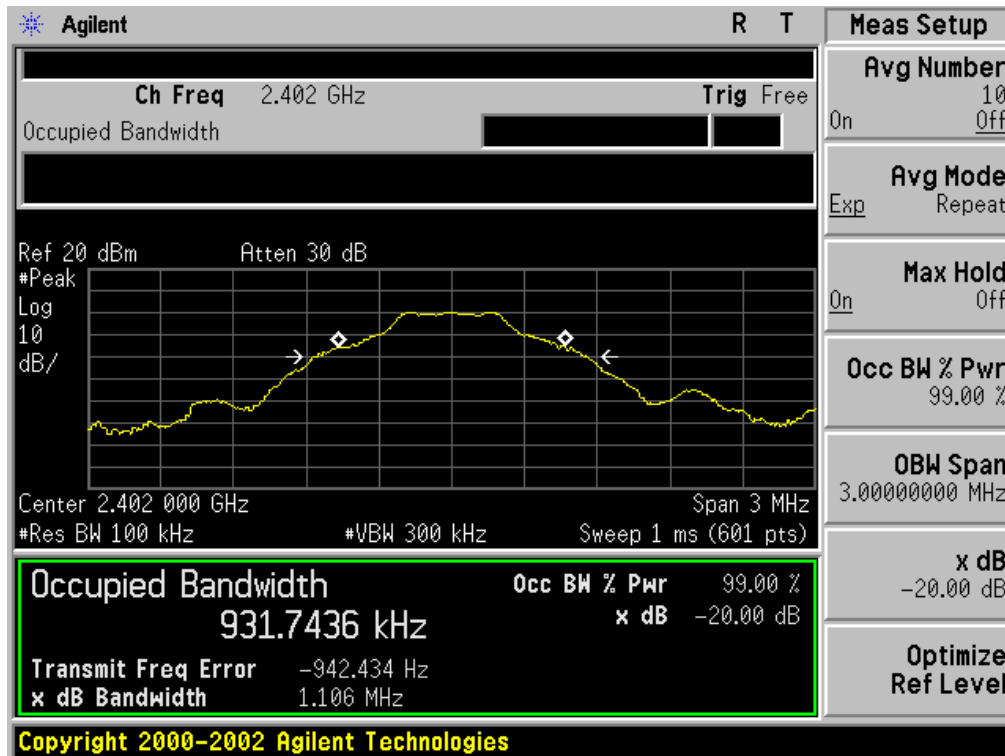 Agilent R T
Ch Freq 2.402 GHz Trig Free
Occupied Bandwidth
Ref 20 dBm Atten 30 dB
#Peak
Log
10
dB/
Center 2.402 000 GHz Span 3 MHz
#Res BW 100 kHz #VBW 300 kHz Sweep 1 ms (601 pts)
Occupied Bandwidth
931.7436 kHz
Occ BW % Pwr 99.00 %
x dB -20.00 dB
Transmit Freq Error -942.434 Hz
x dB Bandwidth 1.106 MHz
Copyright 2000-2002 Agilent Technologies
Meas Setup
Avg Number
10
On Off
Avg Mode
Exp Repeat
Max Hold
On Off
Occ BW % Pwr
99.00 %
OBW Span
3.00000000 MHz
x dB
-20.00 dB
Optimize
Ref Level